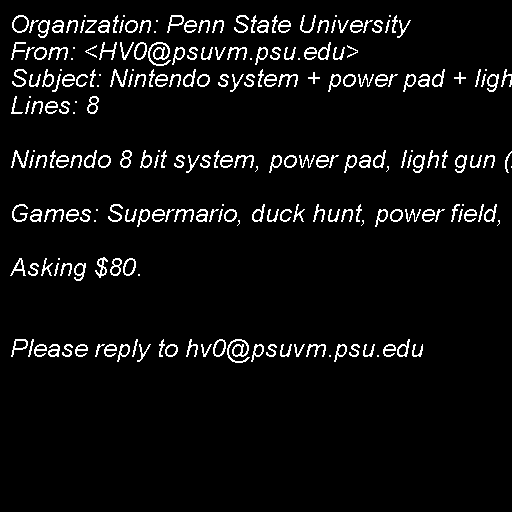 Organization: Penn State University
From: <HV0@psuvm.psu.edu>
Subject: Nintendo system + power pad + ligh
Lines: 8
Nintendo 8 bit system, power pad, light gun (
Games: Supermario, duck hunt, power field,
Asking $80.
Please reply to hv0@psuvm.psu.edu